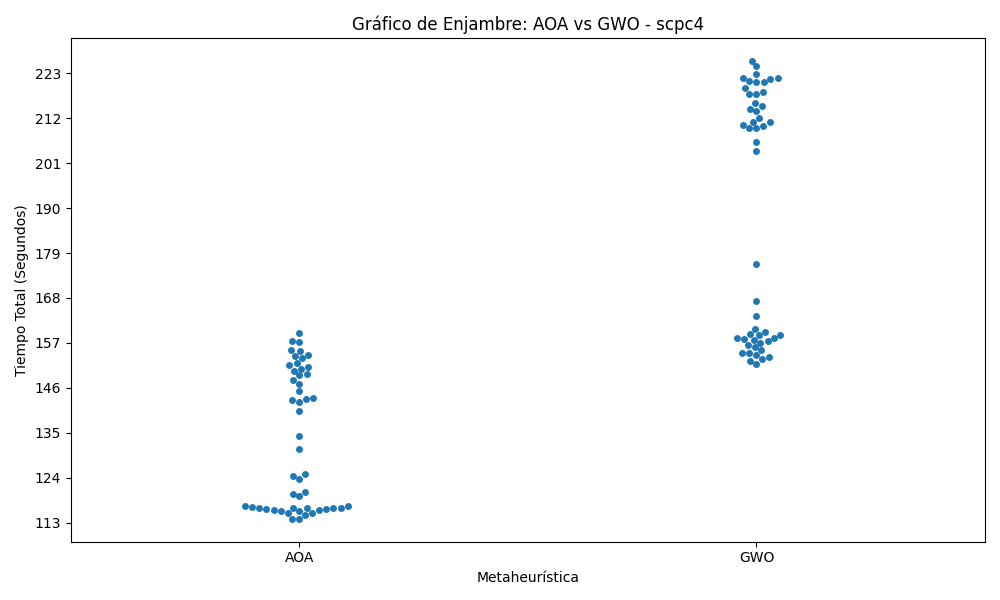 Gráfico de Enjambre: AOA vs GWO - scpc4
Tiempo Total (Segundos)
223
212
201
190
179
168
157
146
135
124
113
AOA
GWO
Metaheurística